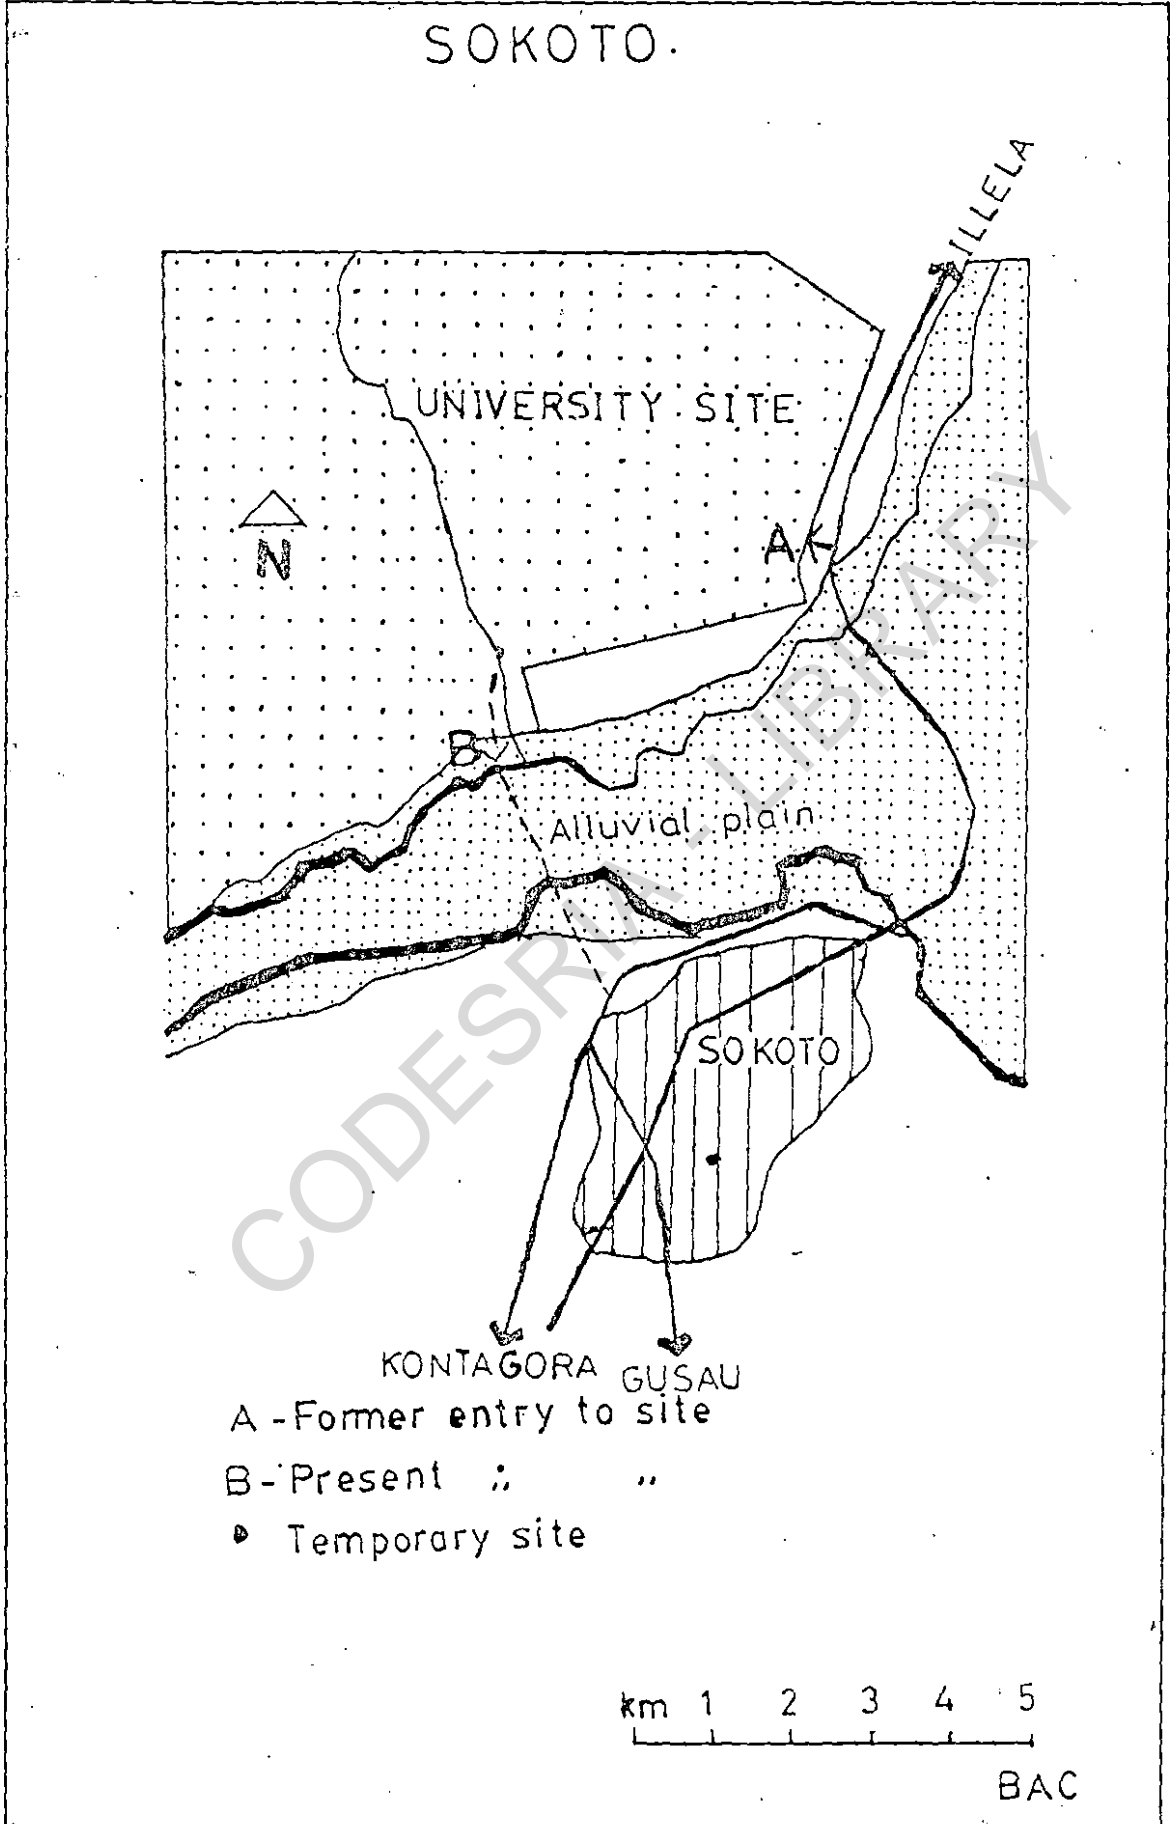 SOKOTO.
ILLELA
UNIVERSITY SITE
A
N
B
Alluvial plain
SOKOTO
KONTAGORA
GUSAU
A - Former entry to site
B - Present " "
Temporary site
km 1 2 3 4 5
BAC
CODESRIA - LIBRARY